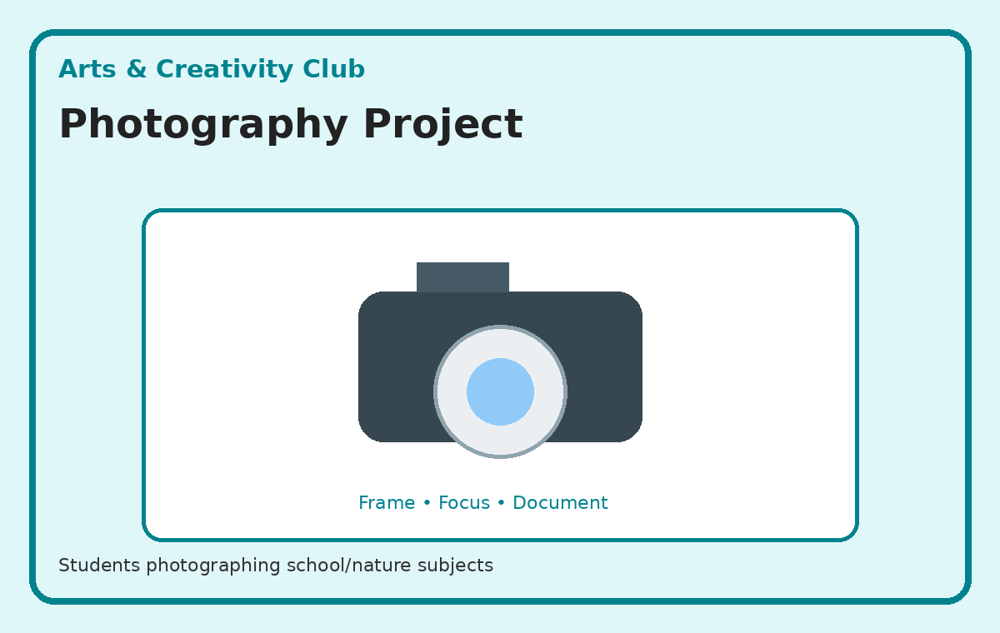 Arts & Creativity Club
Photography Project
Frame • Focus • Document
Students photographing school/nature subjects